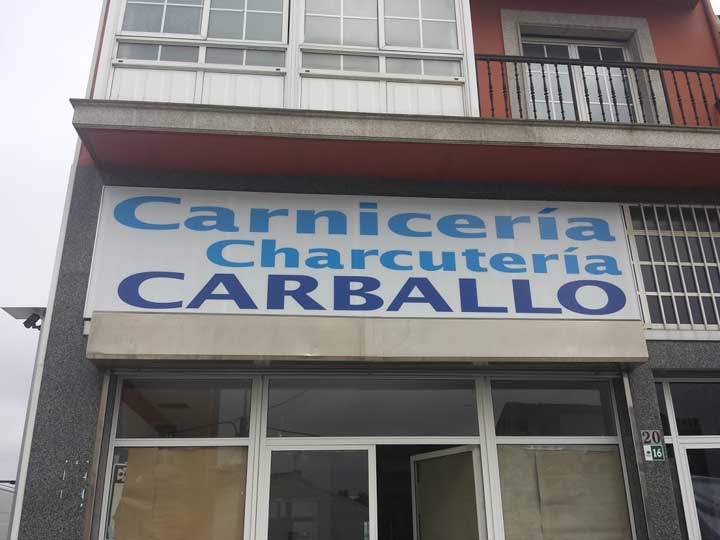 Carnicería
Charcutería
CARBALLO
20
16